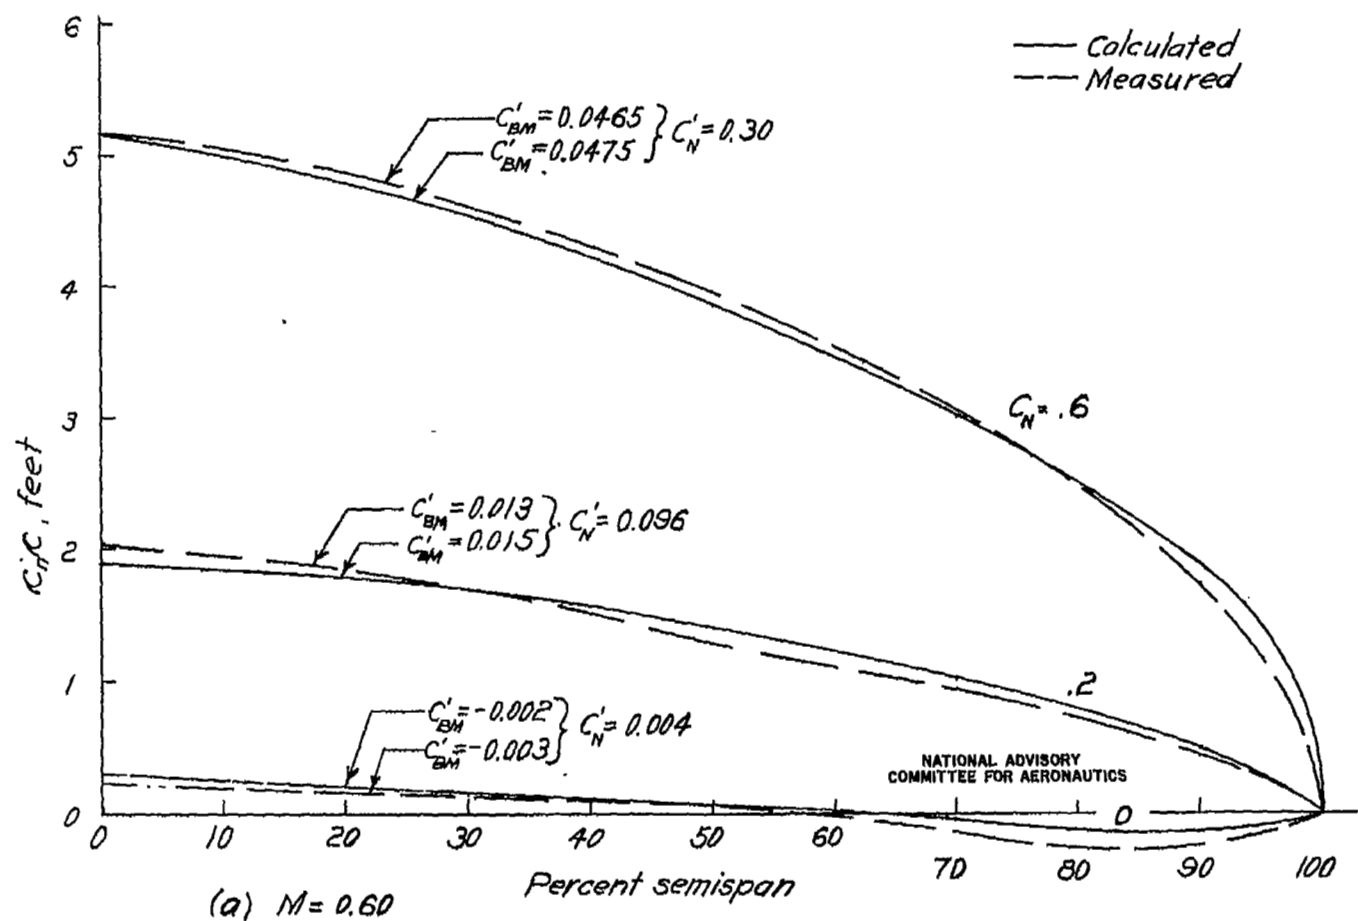 6
5
4
3
2
1
0
cₙc, feet
Calculated
Measured
C'BM = 0.0465
C'BM = 0.0475
} C'N = 0.30
CN = .6
C'BM = 0.013
C'BM = 0.015
} C'N = 0.096
.2
C'BM = -0.002
C'BM = -0.003
} C'N = 0.004
NATIONAL ADVISORY
COMMITTEE FOR AERONAUTICS
0
0 10 20 30 40 50 60 70 80 90 100
Percent semispan
(a) M = 0.60